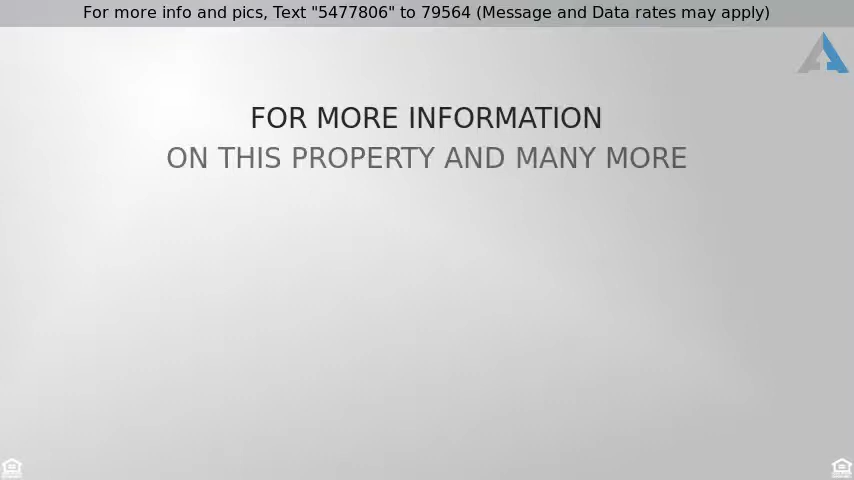 For more info and pics, Text "5477806" to 79564 (Message and Data rates may apply)
FOR MORE INFORMATION
ON THIS PROPERTY AND MANY MORE